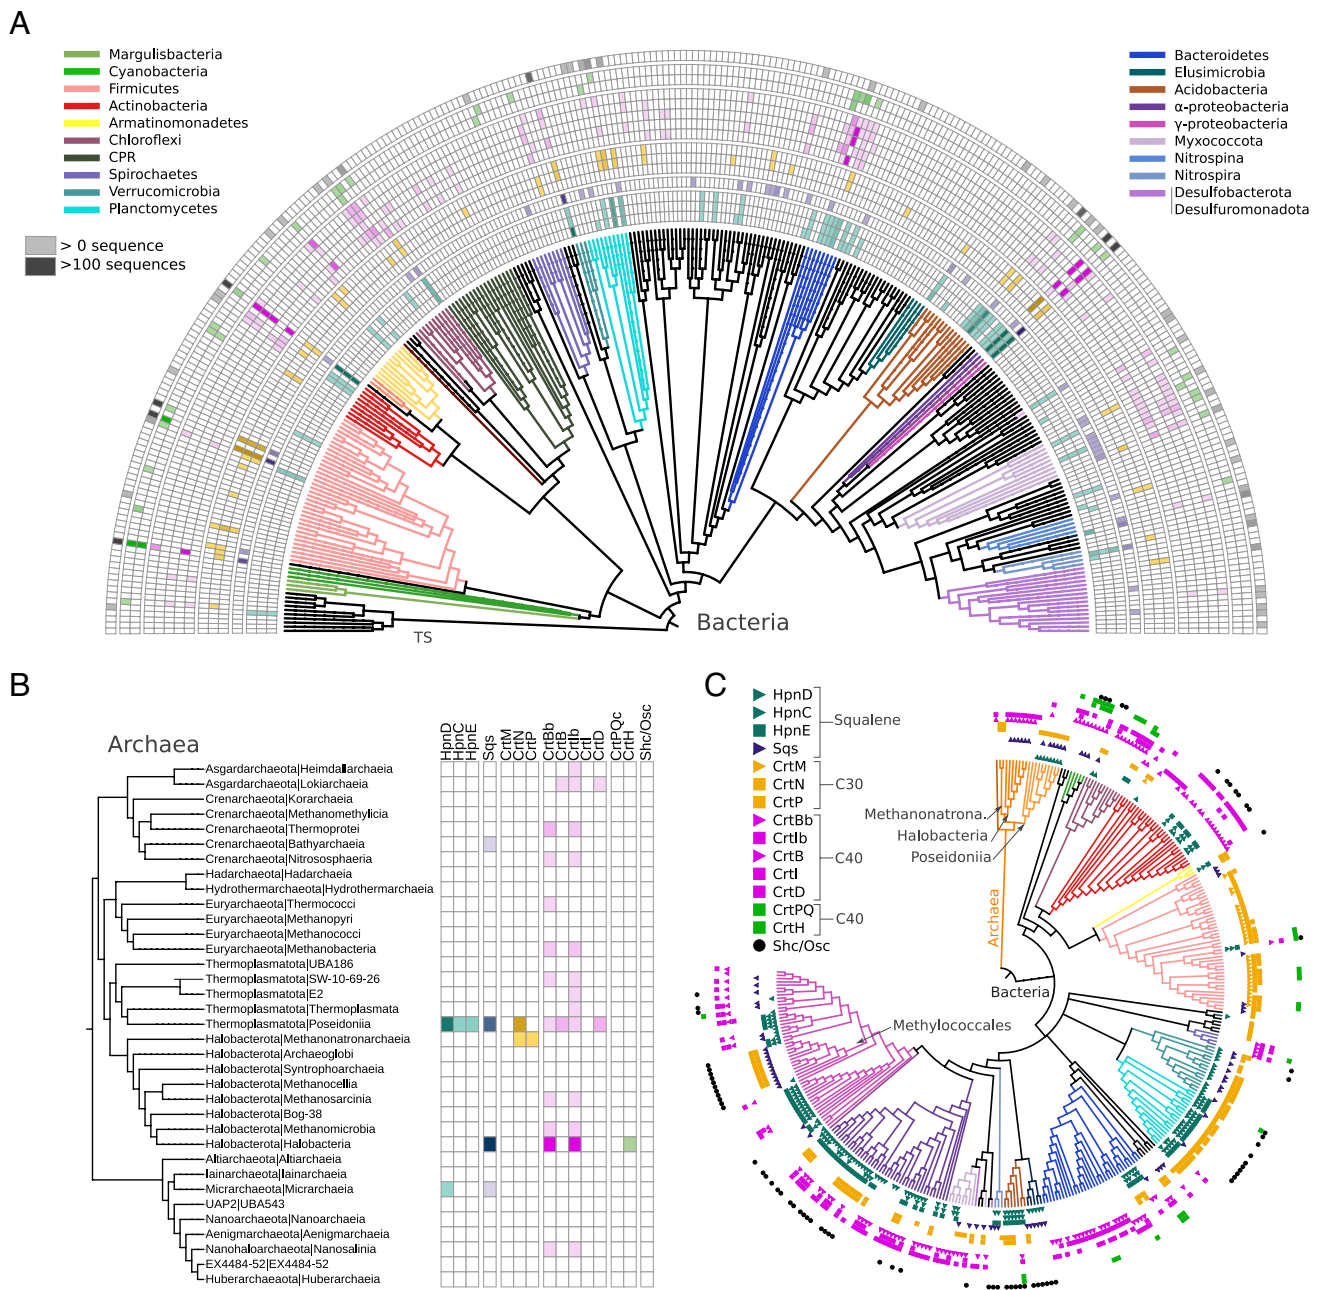 A
Margulisbacteria
Cyanobacteria
Firmicutes
Actinobacteria
Armatinomonadetes
Chloroflexi
CPR
Spirochaetes
Verrucomicrobia
Planctomycetes
> 0 sequence
>100 sequences
Bacteroidetes
Elusimicrobia
Acidobacteria
α-proteobacteria
γ-proteobacteria
Myxococcota
Nitrospina
Nitrospira
Desulfobacterota
Desulfuromonadota
TS
Bacteria
B
Archaea
HpnD
HpnC
HpnE
Sqs
CrtM
CrtN
CrtP
CrtBb
CrtB
CrtIb
CrtI
CrtD
CrtPQc
CrtH
Shc/Osc
Asgardarchaeota|Heimdallarchaeia
Asgardarchaeota|Lokiarchaeia
Crenarchaeota|Korarchaeia
Crenarchaeota|Methanomethylicia
Crenarchaeota|Thermoprotei
Crenarchaeota|Bathyarchaeia
Crenarchaeota|Nitrososphaeria
Hadarchaeota|Hadarchaeia
Hydrothermarchaeota|Hydrothermarchaeia
Euryarchaeota|Thermococci
Euryarchaeota|Methanopyri
Euryarchaeota|Methanococci
Euryarchaeota|Methanobacteria
Thermoplasmatota|UBA186
Thermoplasmatota|SW-10-69-26
Thermoplasmatota|E2
Thermoplasmatota|Thermoplasmata
Thermoplasmatota|Poseidoniia
Halobacterota|Methanonatronarchaeia
Halobacterota|Archaeoglobi
Halobacterota|Syntrophoarchaeia
Halobacterota|Methanocellia
Halobacterota|Methanosarcinia
Halobacterota|Bog-38
Halobacterota|Methanomicrobia
Halobacterota|Halobacteria
Altiarchaeota|Altiarchaeia
Iainarchaeota|Iainarchaeia
Micrarchaeota|Micrarchaeia
UAP2|UBA543
Nanoarchaeota|Nanoarchaeia
Aenigmarchaeota|Aenigmarchaeia
Nanohaloarchaeota|Nanosalinia
EX4484-52|EX4484-52
Huberarchaeaota|Huberarchaeia
C
HpnD
HpnC
HpnE
Sqs
Squalene
CrtM
CrtN
CrtP
C30
CrtBb
CrtIb
CrtB
CrtI
CrtD
C40
CrtPQ
CrtH
C40
Shc/Osc
Methanonatrona.
Halobacteria
Poseidoniia
Archaea
Bacteria
Methylococcales